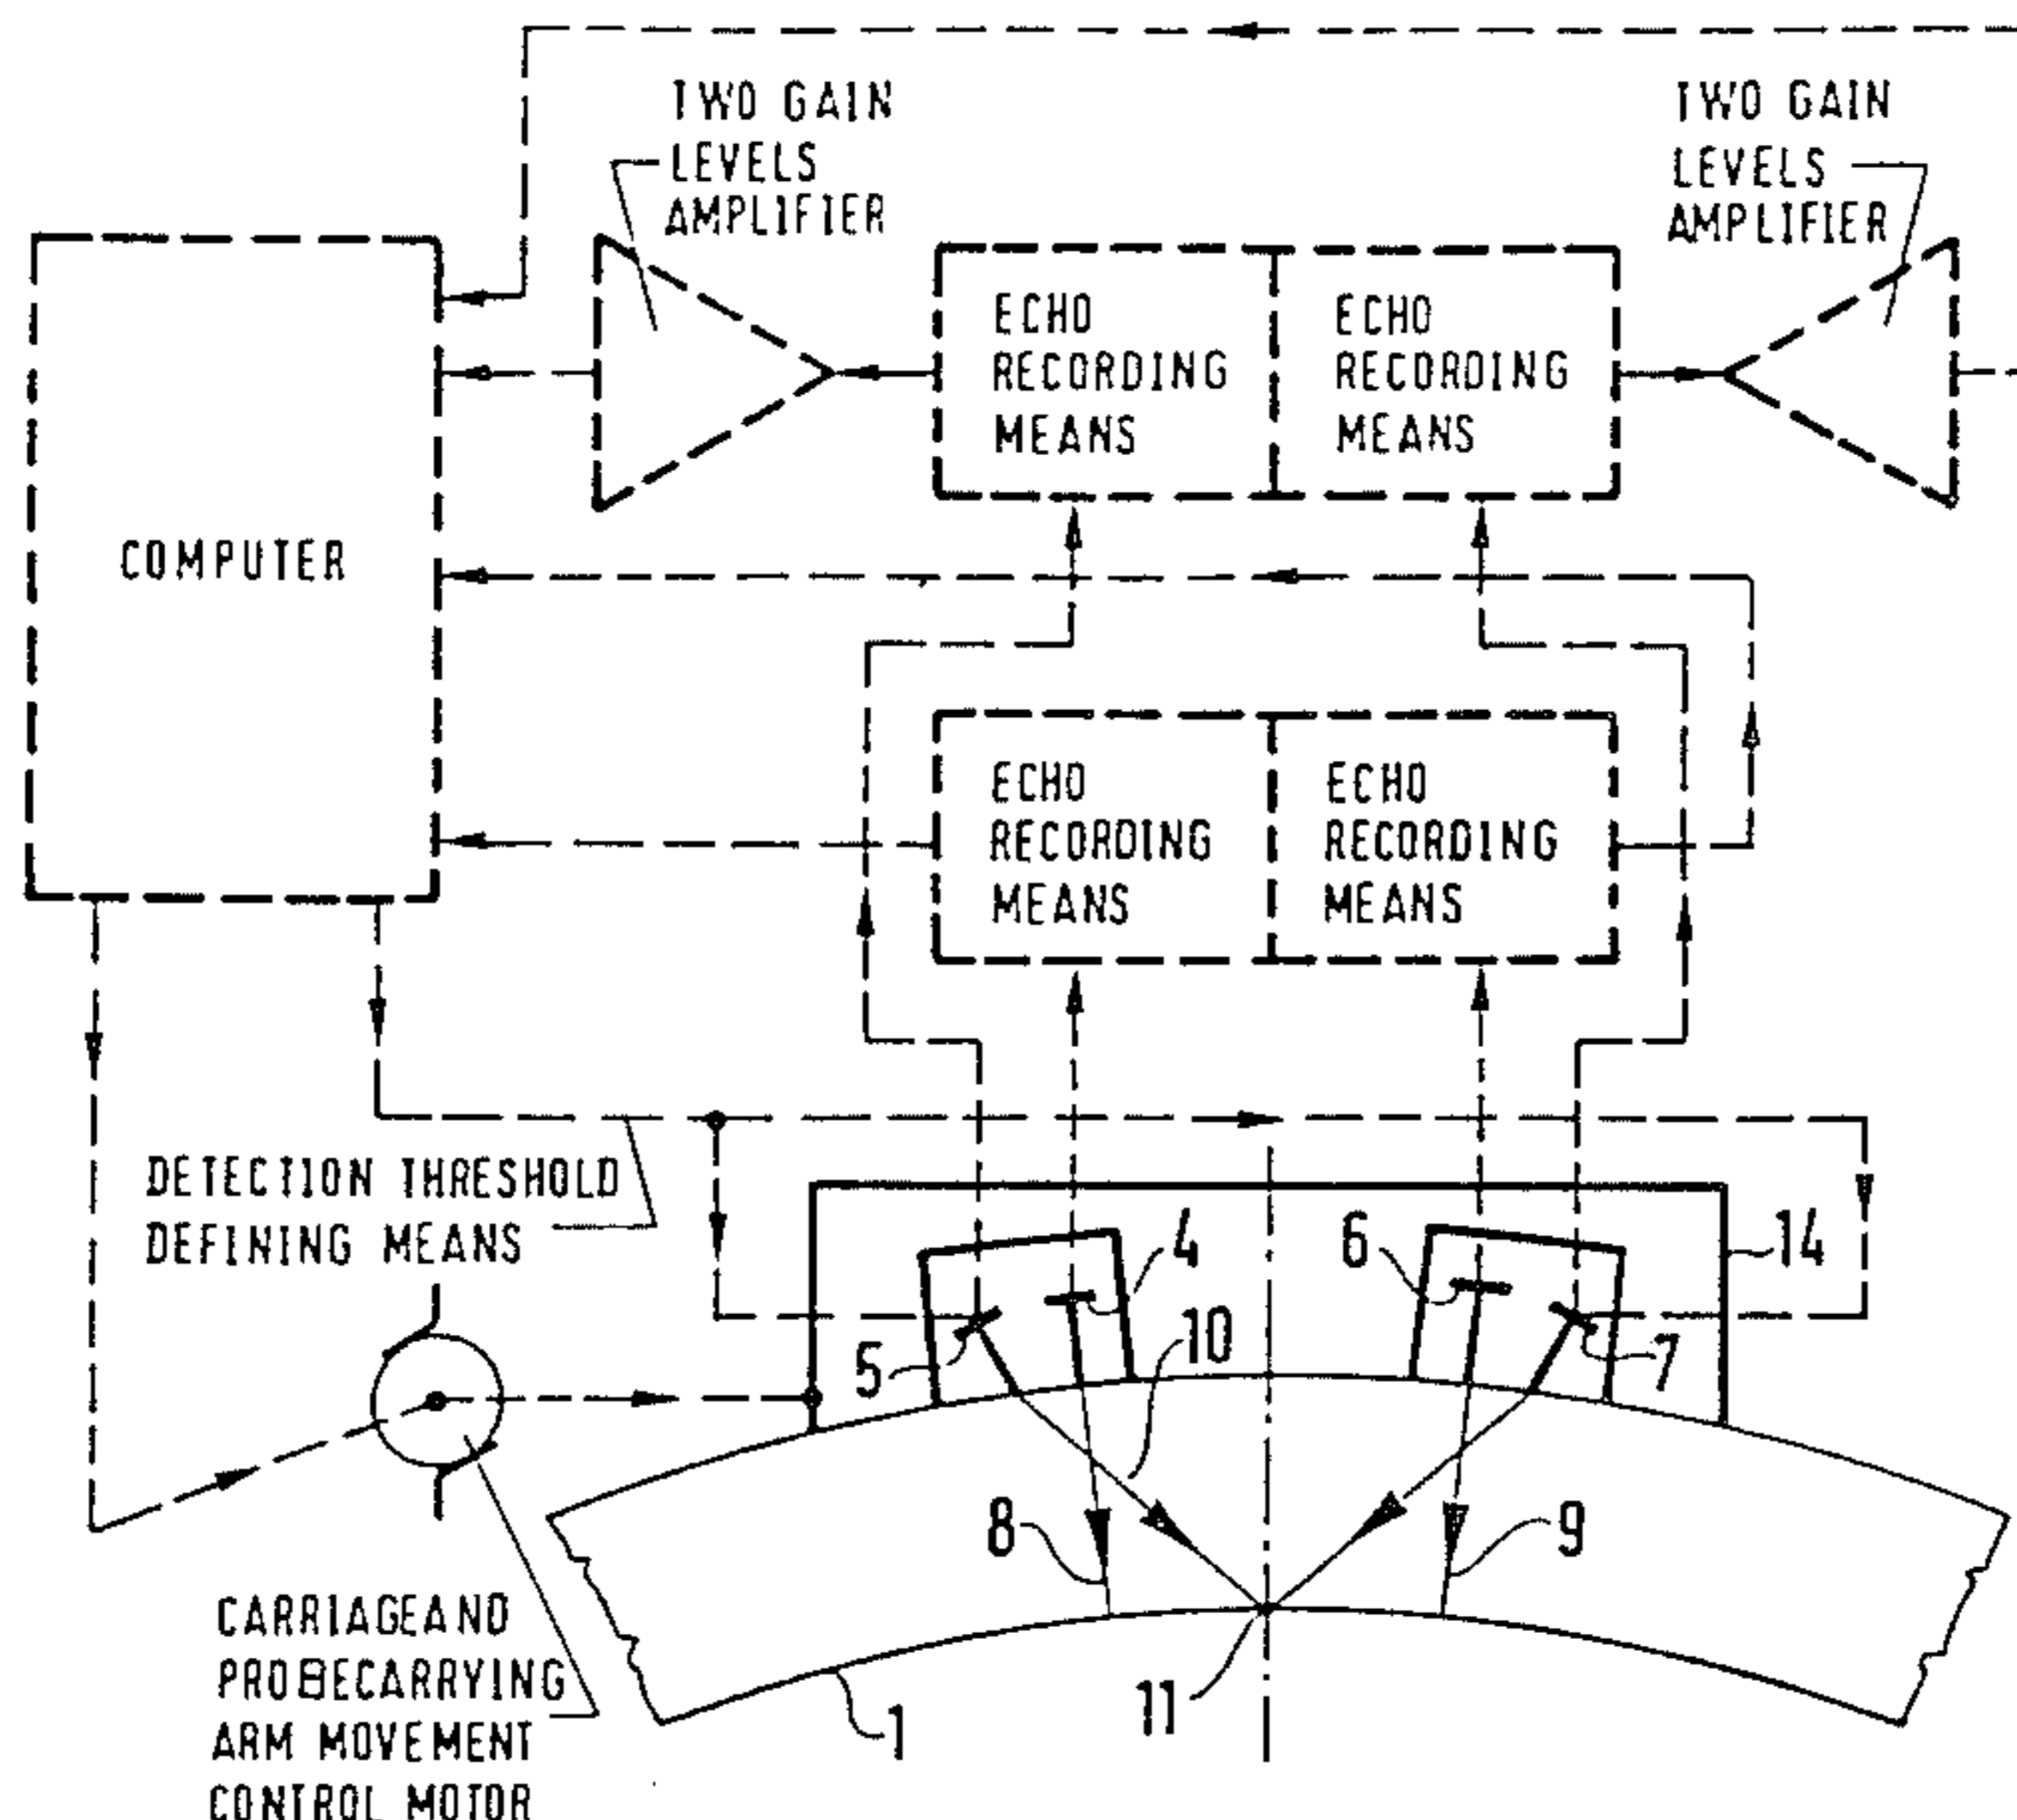 TWO GAIN
LEVELS
AMPLIFIER
TWO GAIN
LEVELS
AMPLIFIER
ECHO
RECORDING
MEANS
ECHO
RECORDING
MEANS
COMPUTER
ECHO
RECORDING
MEANS
ECHO
RECORDING
MEANS
DETECTION THRESHOLD
DEFINING MEANS
4
6
14
5
10
7
8
9
CARRIAGEAND
PROBECARRYING
ARM MOVEMENT
CONTROL MOTOR
1
11